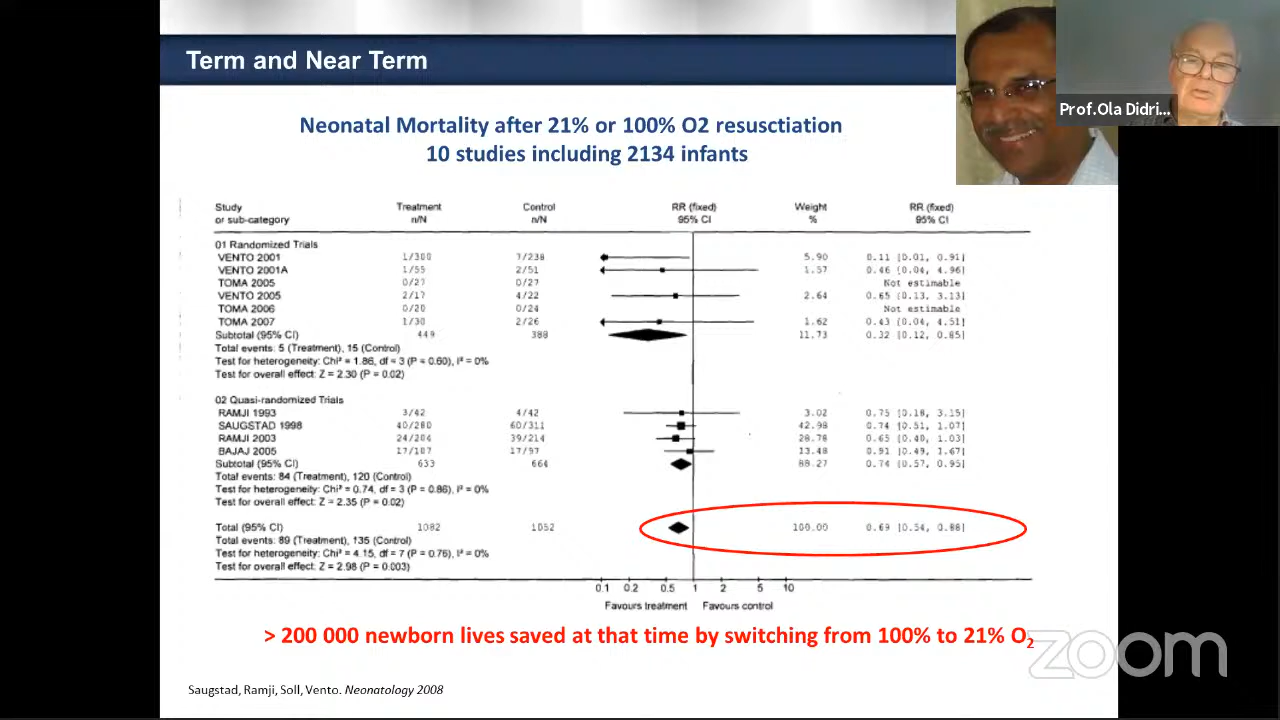 Term and Near Term
Prof.Ola Didri...
Neonatal Mortality after 21% or 100% O2 resusctiation
10 studies including 2134 infants
Study Treatment Control RR (fixed) Weight RR (fixed)
or sub-category n/N n/N 95% CI % 95% CI
01 Randomized Trials
VENTO 2001 1/300 7/238 5.90 0.11 [0.01, 0.91]
VENTO 2001A 1/55 2/51 1.57 0.46 [0.04, 4.96]
TOMA 2005 0/27 0/27 Not estimable
VENTO 2005 2/17 4/22 2.64 0.65 [0.13, 3.13]
TOMA 2006 0/20 0/24 Not estimable
TOMA 2007 1/30 2/26 1.62 0.43 [0.04, 4.51]
Subtotal (95% CI) 449 388 11.73 0.32 [0.12, 0.85]
Total events: 5 (Treatment), 15 (Control)
Test for heterogeneity: Chi² = 1.86, df = 3 (P = 0.60), I² = 0%
Test for overall effect: Z = 2.30 (P = 0.02)
02 Quasi-randomized Trials
RAMJI 1993 3/42 4/42 3.02 0.75 [0.18, 3.15]
SAUGSTAD 1998 40/280 60/311 42.98 0.74 [0.51, 1.07]
RAMJI 2003 24/204 39/214 28.78 0.65 [0.40, 1.03]
BAJAJ 2005 17/107 17/97 13.48 0.91 [0.49, 1.67]
Subtotal (95% CI) 633 664 88.27 0.74 [0.57, 0.95]
Total events: 84 (Treatment), 120 (Control)
Test for heterogeneity: Chi² = 0.74, df = 3 (P = 0.86), I² = 0%
Test for overall effect: Z = 2.35 (P = 0.02)
Total (95% CI) 1082 1052 100.00 0.69 [0.54, 0.88]
Total events: 89 (Treatment), 135 (Control)
Test for heterogeneity: Chi² = 4.15, df = 7 (P = 0.76), I² = 0%
Test for overall effect: Z = 2.98 (P = 0.003)
0.1 0.2 0.5 1 2 5 10
Favours treatment Favours control
> 200 000 newborn lives saved at that time by switching from 100% to 21% O2
zoom
Saugstad, Ramji, Soll, Vento. Neonatology 2008